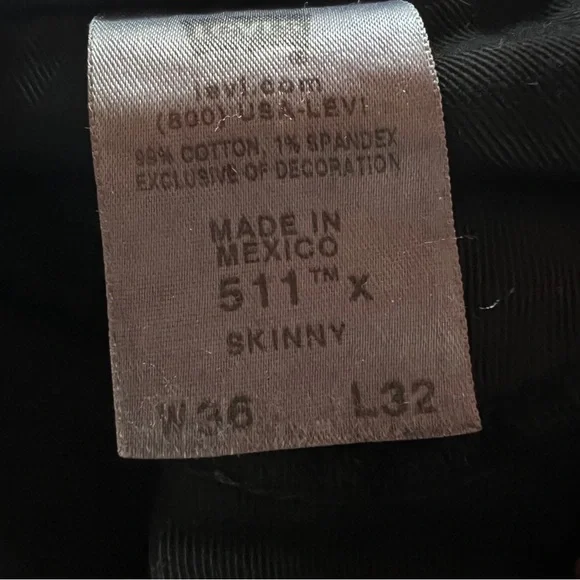 ®
levi.com
(800) USA-LEVI
99% COTTON, 1% SPANDEX
EXCLUSIVE OF DECORATION
MADE IN
MEXICO
511™ X
SKINNY
W36 L32